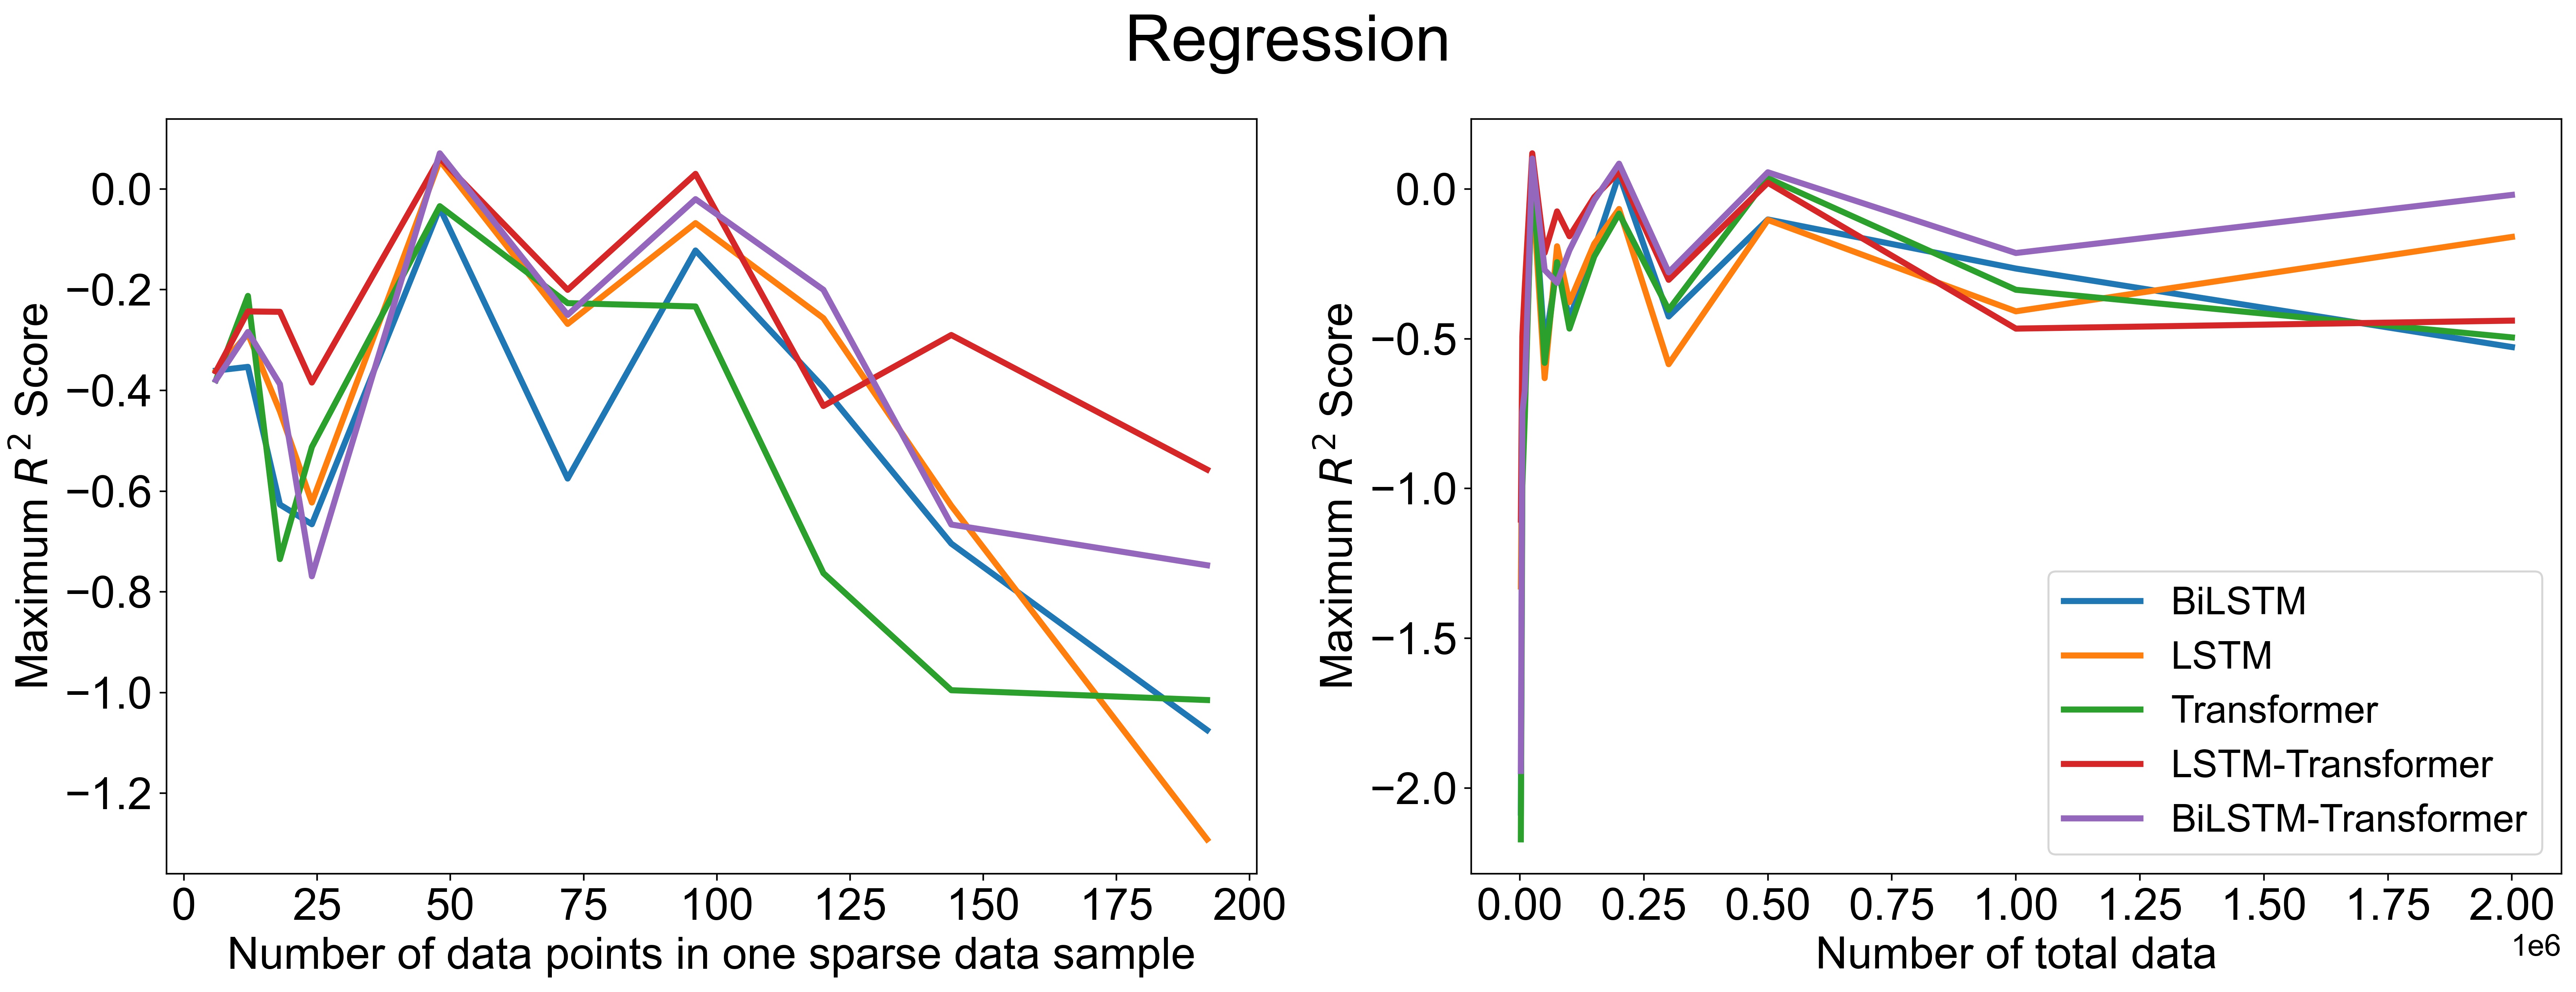 Regression
Maximum R² Score
0.0
−0.2
−0.4
−0.6
−0.8
−1.0
−1.2
0 25 50 75 100 125 150 175 200
Number of data points in one sparse data sample
Maximum R² Score
0.0
−0.5
−1.0
−1.5
−2.0
BiLSTM
LSTM
Transformer
LSTM-Transformer
BiLSTM-Transformer
0.00 0.25 0.50 0.75 1.00 1.25 1.50 1.75 2.00
1e6
Number of total data